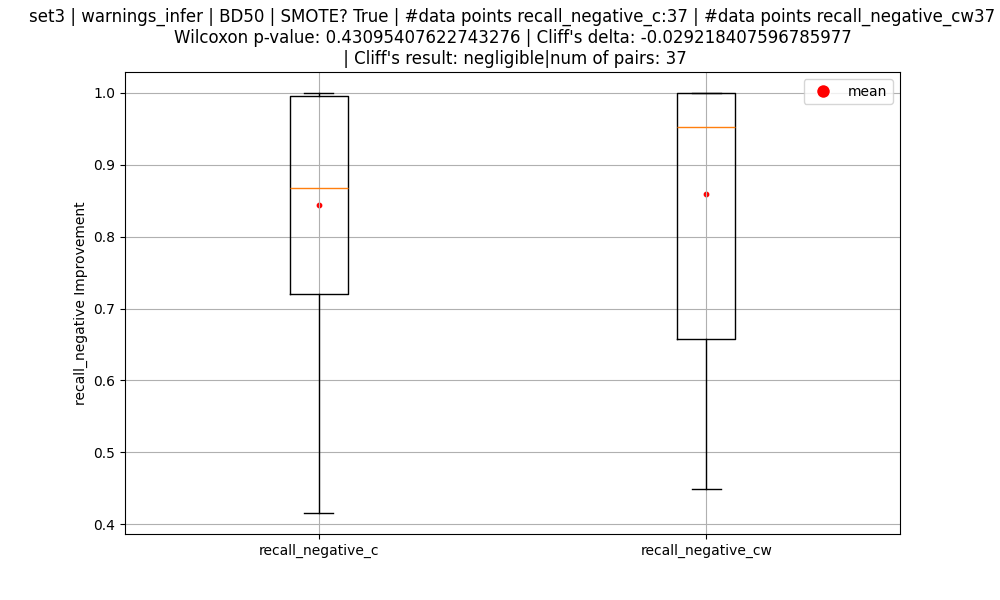 set3 | warnings_infer | BD50 | SMOTE? True | #data points recall_negative_c:37 | #data points recall_negative_cw37
Wilcoxon p-value: 0.43095407622743276 | Cliff's delta: -0.029218407596785977
| Cliff's result: negligible|num of pairs: 37
mean
1.0
0.9
0.8
0.7
0.6
0.5
0.4
recall_negative Improvement
recall_negative_c
recall_negative_cw